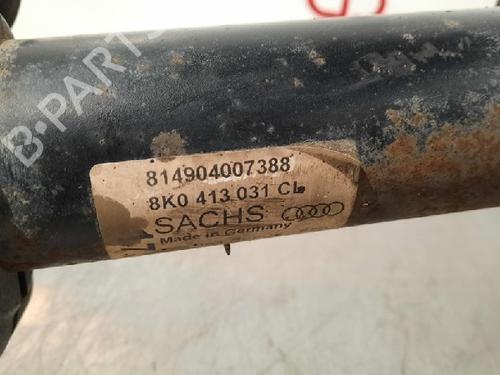 B-PARTS
814904007388
8K0 413 031 CL
SACHS
Made in Germany